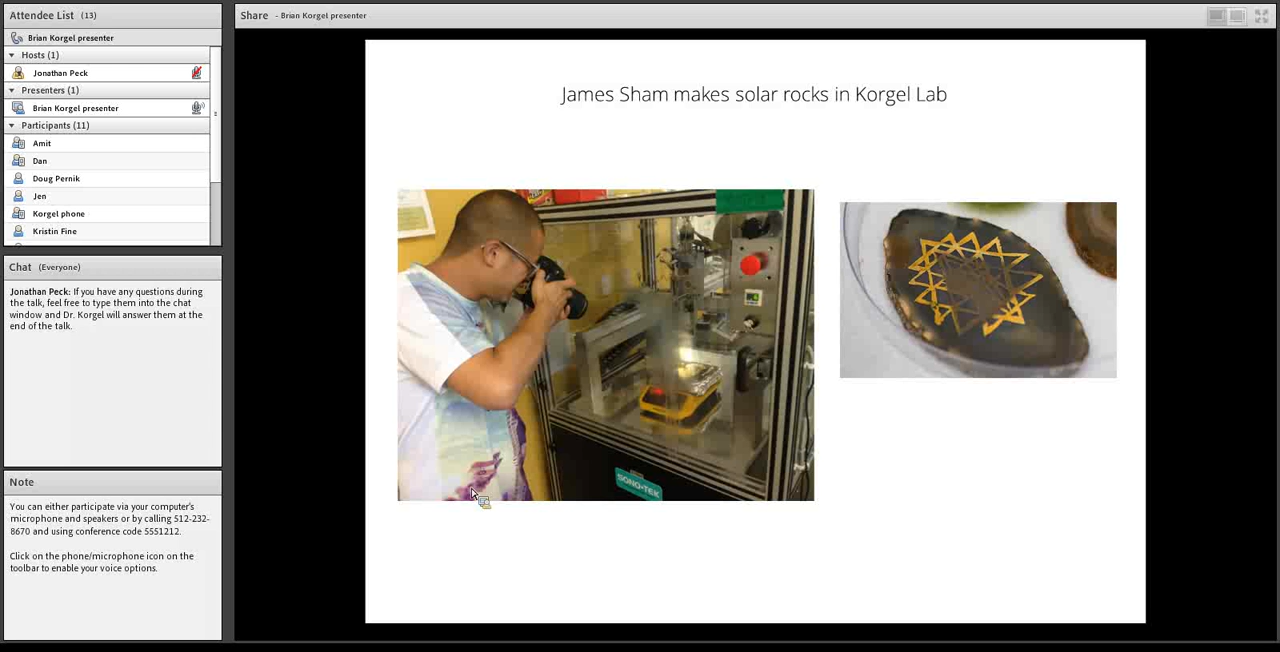 Attendee List (13)
Brian Korgel presenter
Hosts (1)
Jonathan Peck
Presenters (1)
Brian Korgel presenter
Participants (11)
Amit
Dan
Doug Pernik
Jen
Korgel phone
Kristin Fine
Chat (Everyone)
Jonathan Peck: If you have any questions during
the talk, feel free to type them into the chat
window and Dr. Korgel will answer them at the
end of the talk.
Note
You can either participate via your computer's
microphone and speakers or by calling 512-232-
8670 and using conference code 5551212.
Click on the phone/microphone icon on the
toolbar to enable your voice options.
Share - Brian Korgel presenter
James Sham makes solar rocks in Korgel Lab
SONO-TEK